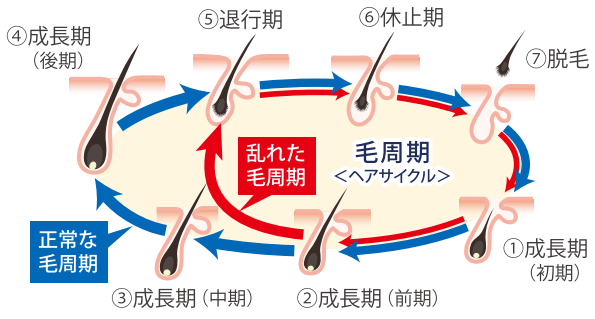 ④成長期
（後期）
⑤退行期
⑥休止期
⑦脱毛
乱れた
毛周期
毛周期
＜ヘアサイクル＞
正常な
毛周期
①成長期
（初期）
③成長期（中期）
②成長期（前期）